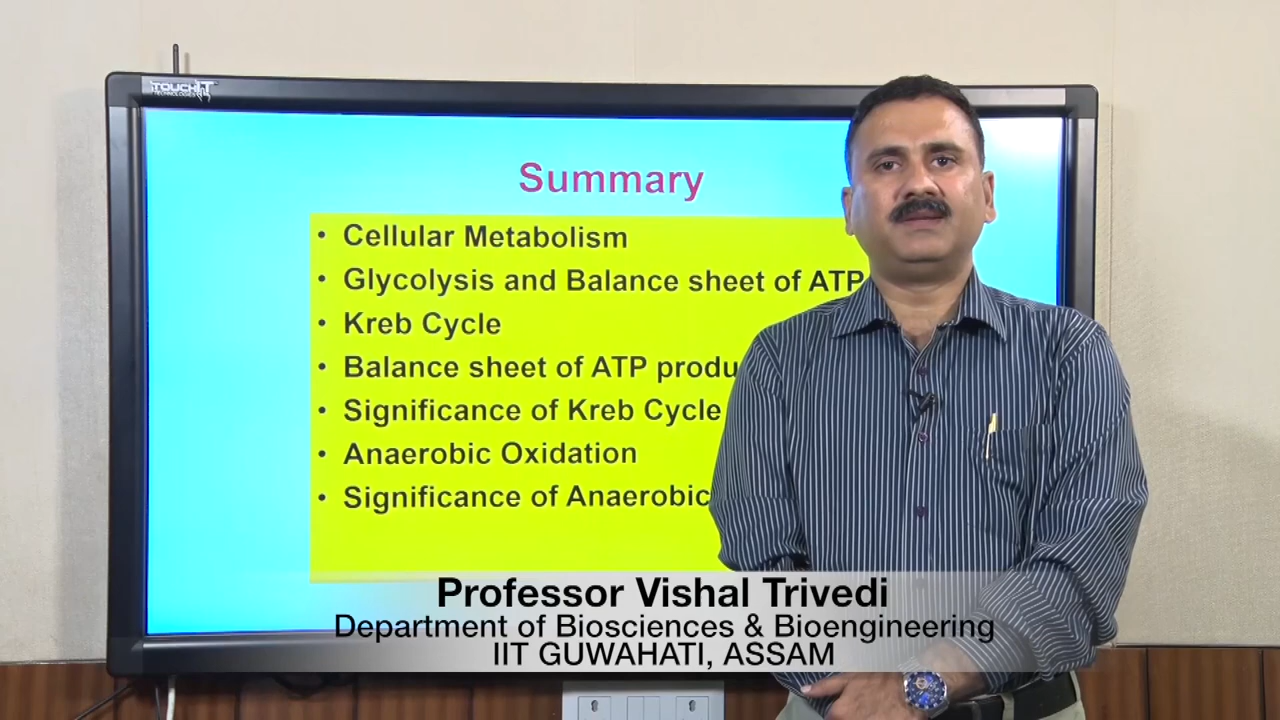 TOUCHIT
TECHNOLOGIES
Summary
• Cellular Metabolism
• Glycolysis and Balance sheet of ATP
• Kreb Cycle
• Balance sheet of ATP produ
• Significance of Kreb Cycle
• Anaerobic Oxidation
• Significance of Anaerobic
Professor Vishal Trivedi
Department of Biosciences & Bioengineering
IIT GUWAHATI, ASSAM